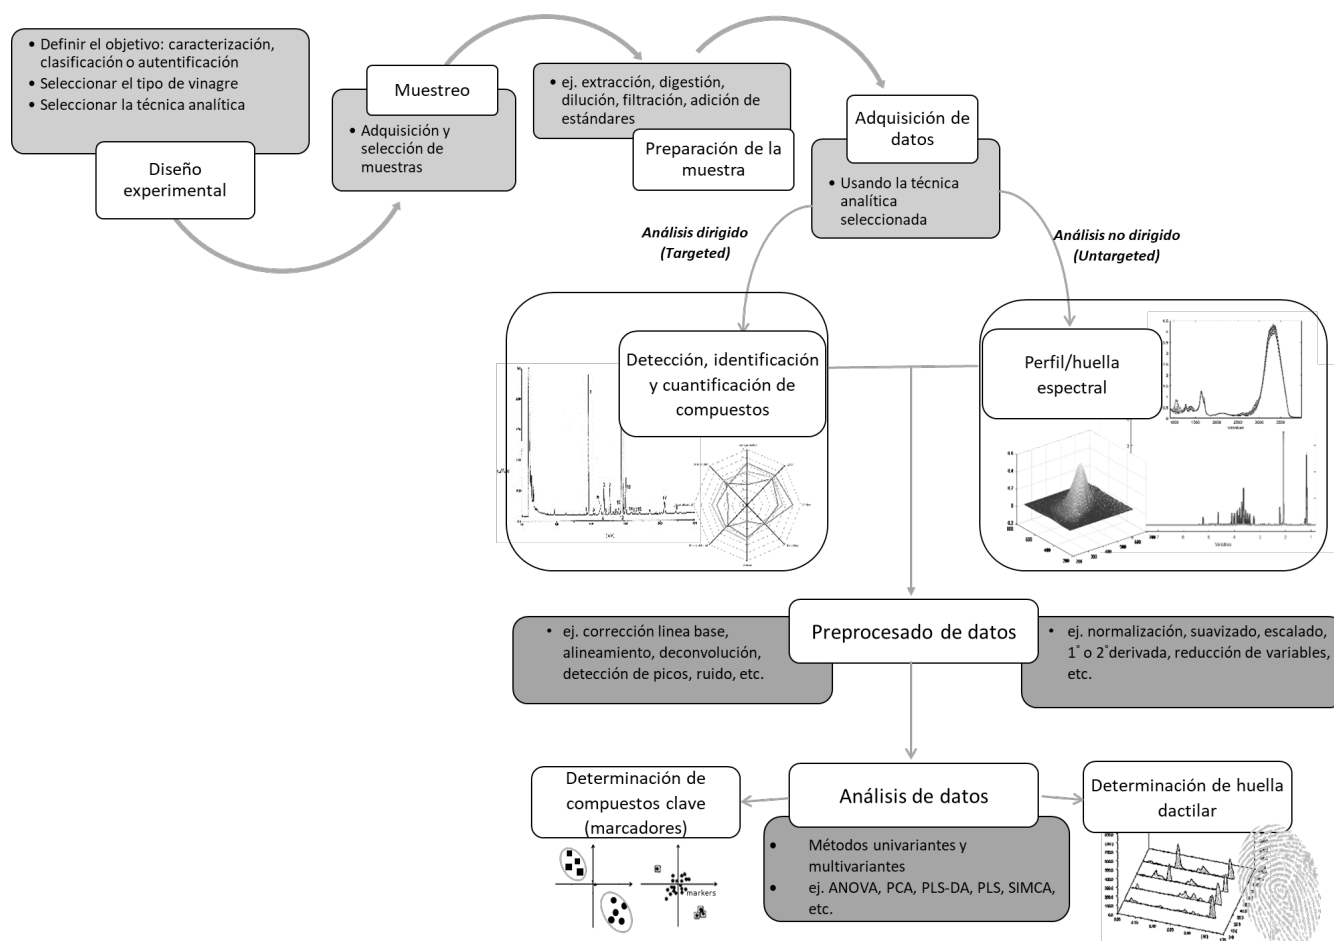 • Definir el objetivo: caracterización,
clasificación o autentificación
• Seleccionar el tipo de vinagre
• Seleccionar la técnica analítica
Diseño
experimental
Muestreo
• Adquisición y
selección de
muestras
• ej. extracción, digestión,
dilución, filtración, adición de
estándares
Preparación de la
muestra
Adquisición de
datos
• Usando la técnica
analítica
seleccionada
Análisis dirigido
(Targeted)
Análisis no dirigido
(Untargeted)
Detección, identificación
y cuantificación de
compuestos
Perfil/huella
espectral
Variables
Preprocesado de datos
• ej. corrección linea base,
alineamiento, deconvolución,
detección de picos, ruido, etc.
• ej. normalización, suavizado, escalado,
1° o 2°derivada, reducción de variables,
etc.
Determinación de
compuestos clave
(marcadores)
markers
Análisis de datos
• Métodos univariantes y
multivariantes
• ej. ANOVA, PCA, PLS-DA, PLS, SIMCA,
etc.
Determinación de huella
dactilar